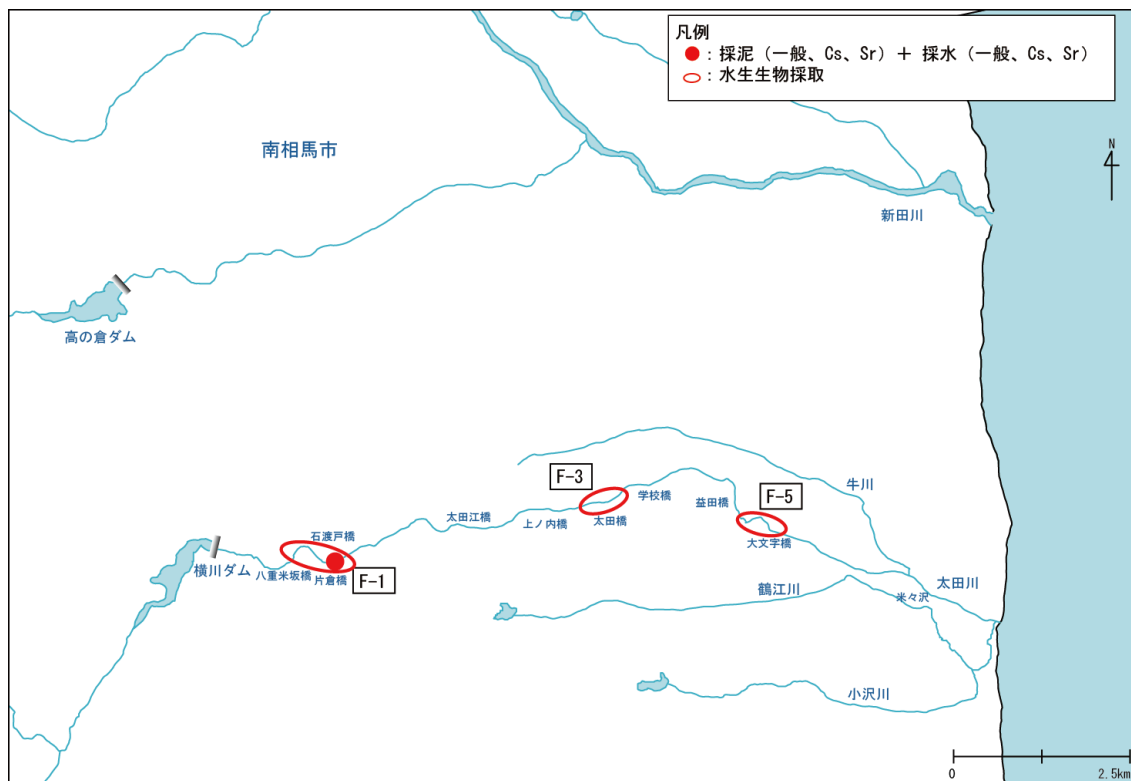 凡例
：採泥（一般、Cs、Sr）＋ 採水（一般、Cs、Sr）
：水生生物採取
N
南相馬市
新田川
高の倉ダム
牛川
F-3
学校橋
益田橋
F-5
太田江橋
上ノ内橋
太田橋
大文字橋
石渡戸橋
横川ダム
八重米坂橋
片倉橋
F-1
鶴江川
米々沢
太田川
小沢川
0
2.5km